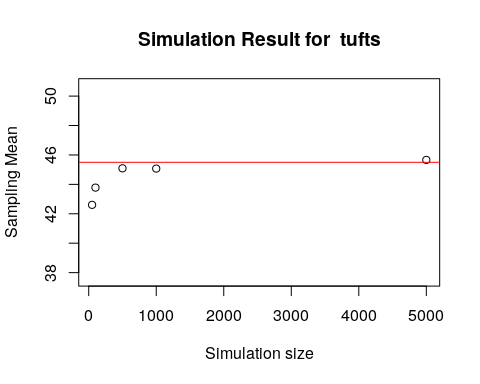 Simulation Result for  tufts
Sampling Mean
50
46
42
38
0 1000 2000 3000 4000 5000
Simulation size